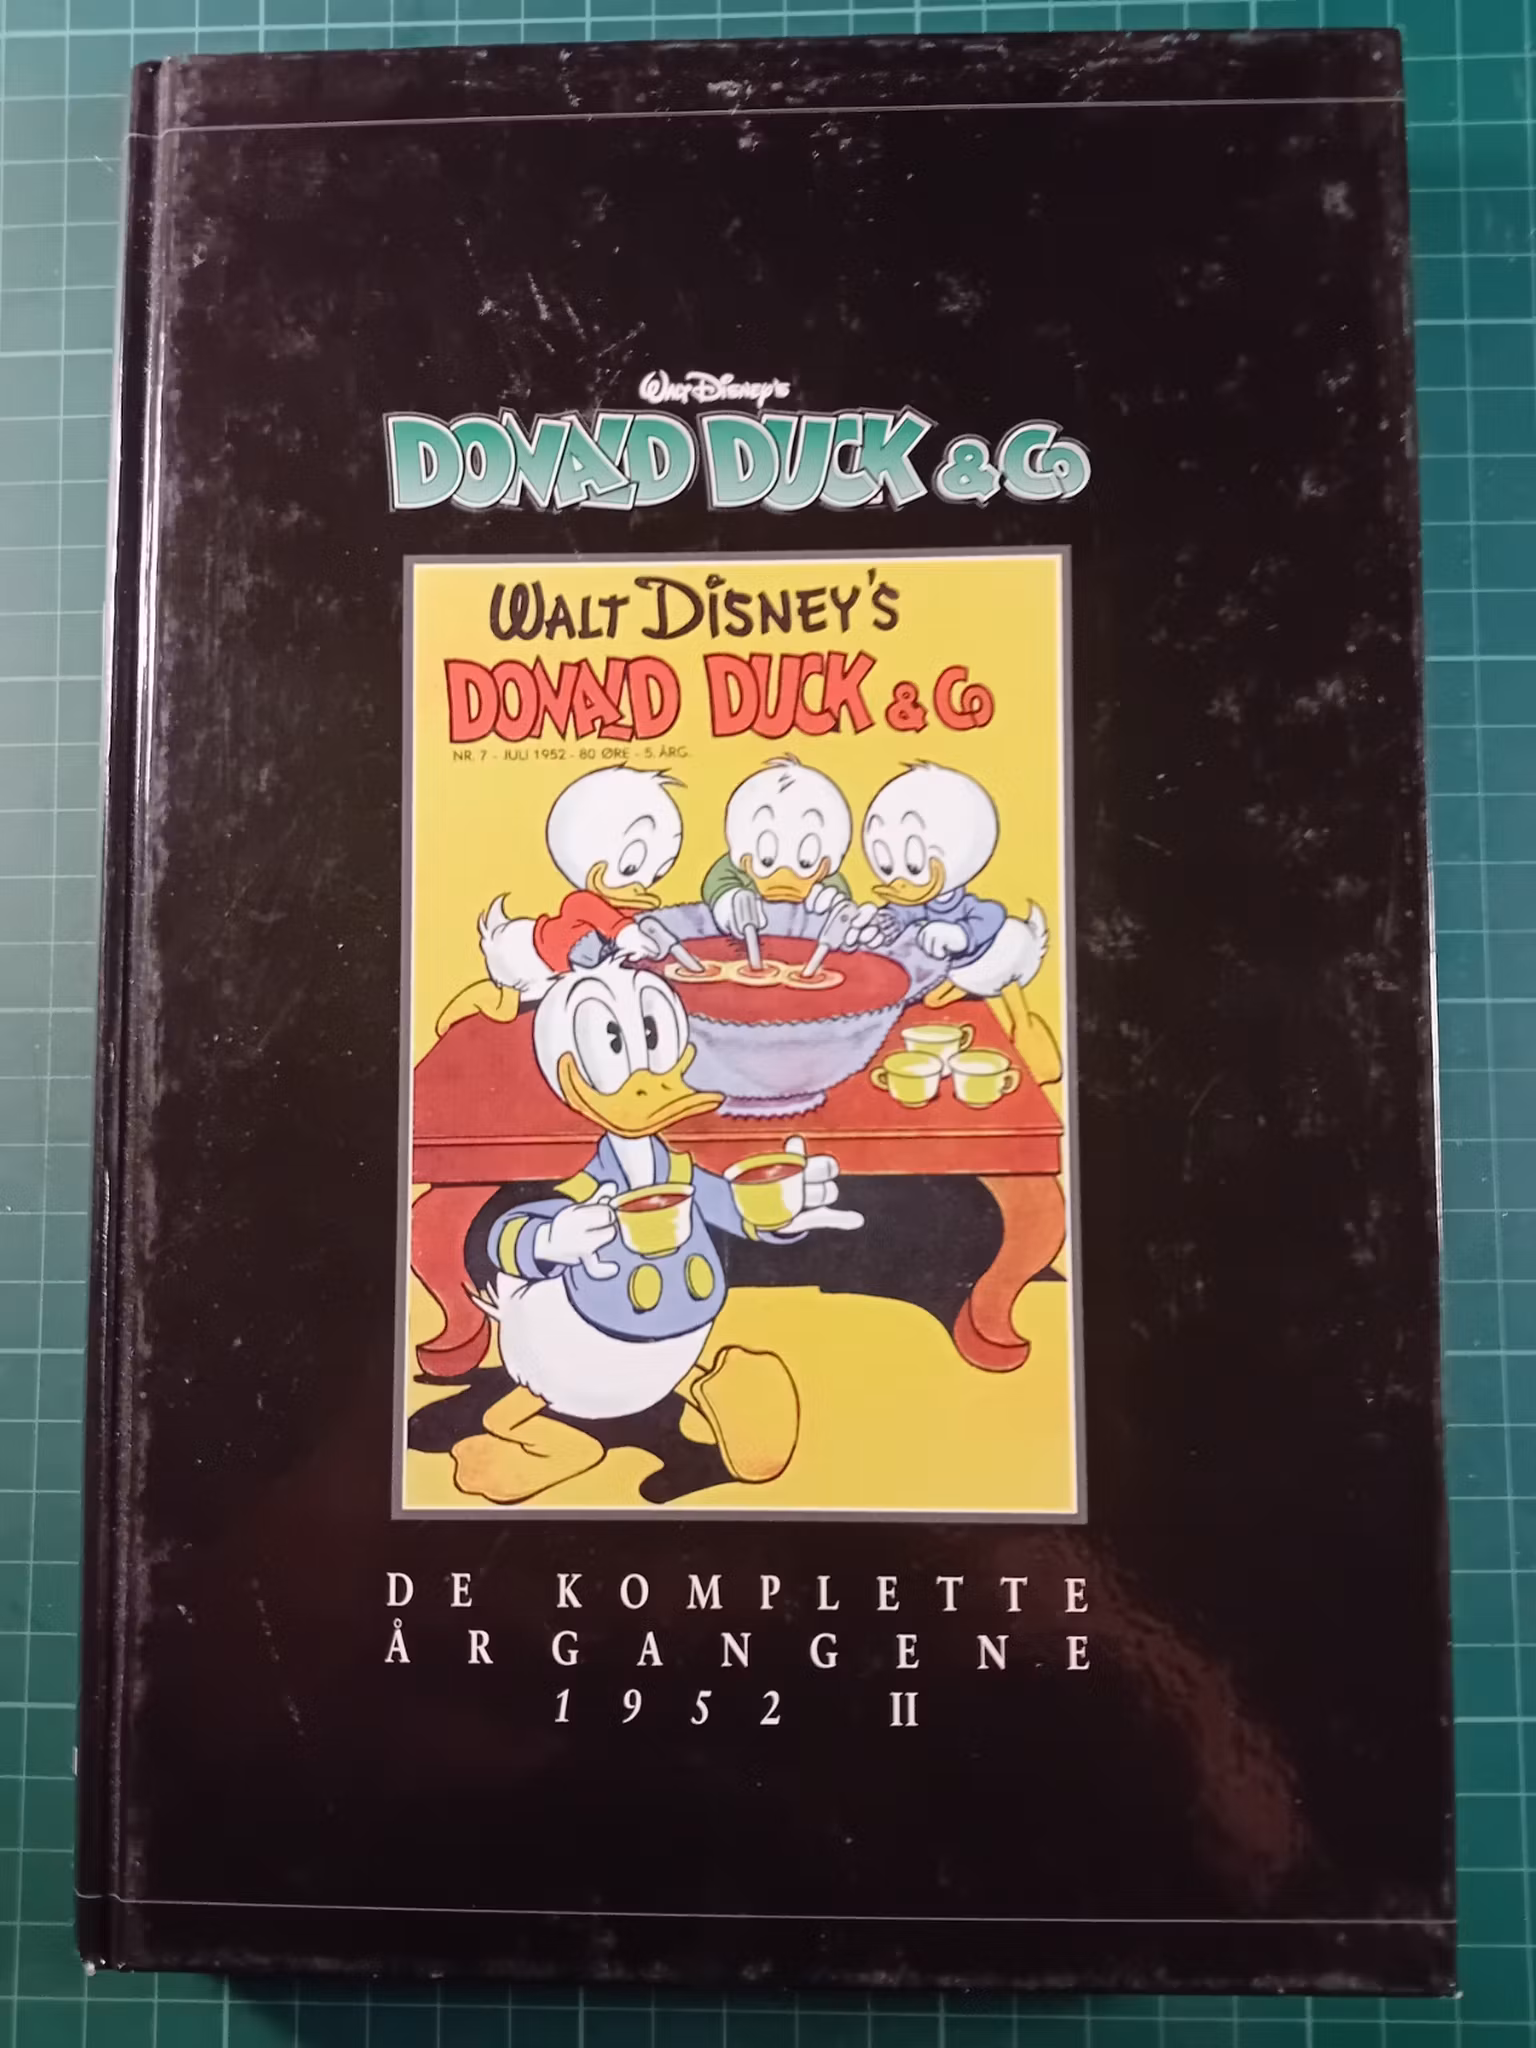 Walt Disney's
DONALD DUCK & Co
WALT DISNEY'S
DONALD DUCK & Co
NR. 7 - JULI 1952 - 80 ØRE - 5. ÅRG.
DE KOMPLETTE
ÅRGANGENE
1952 II